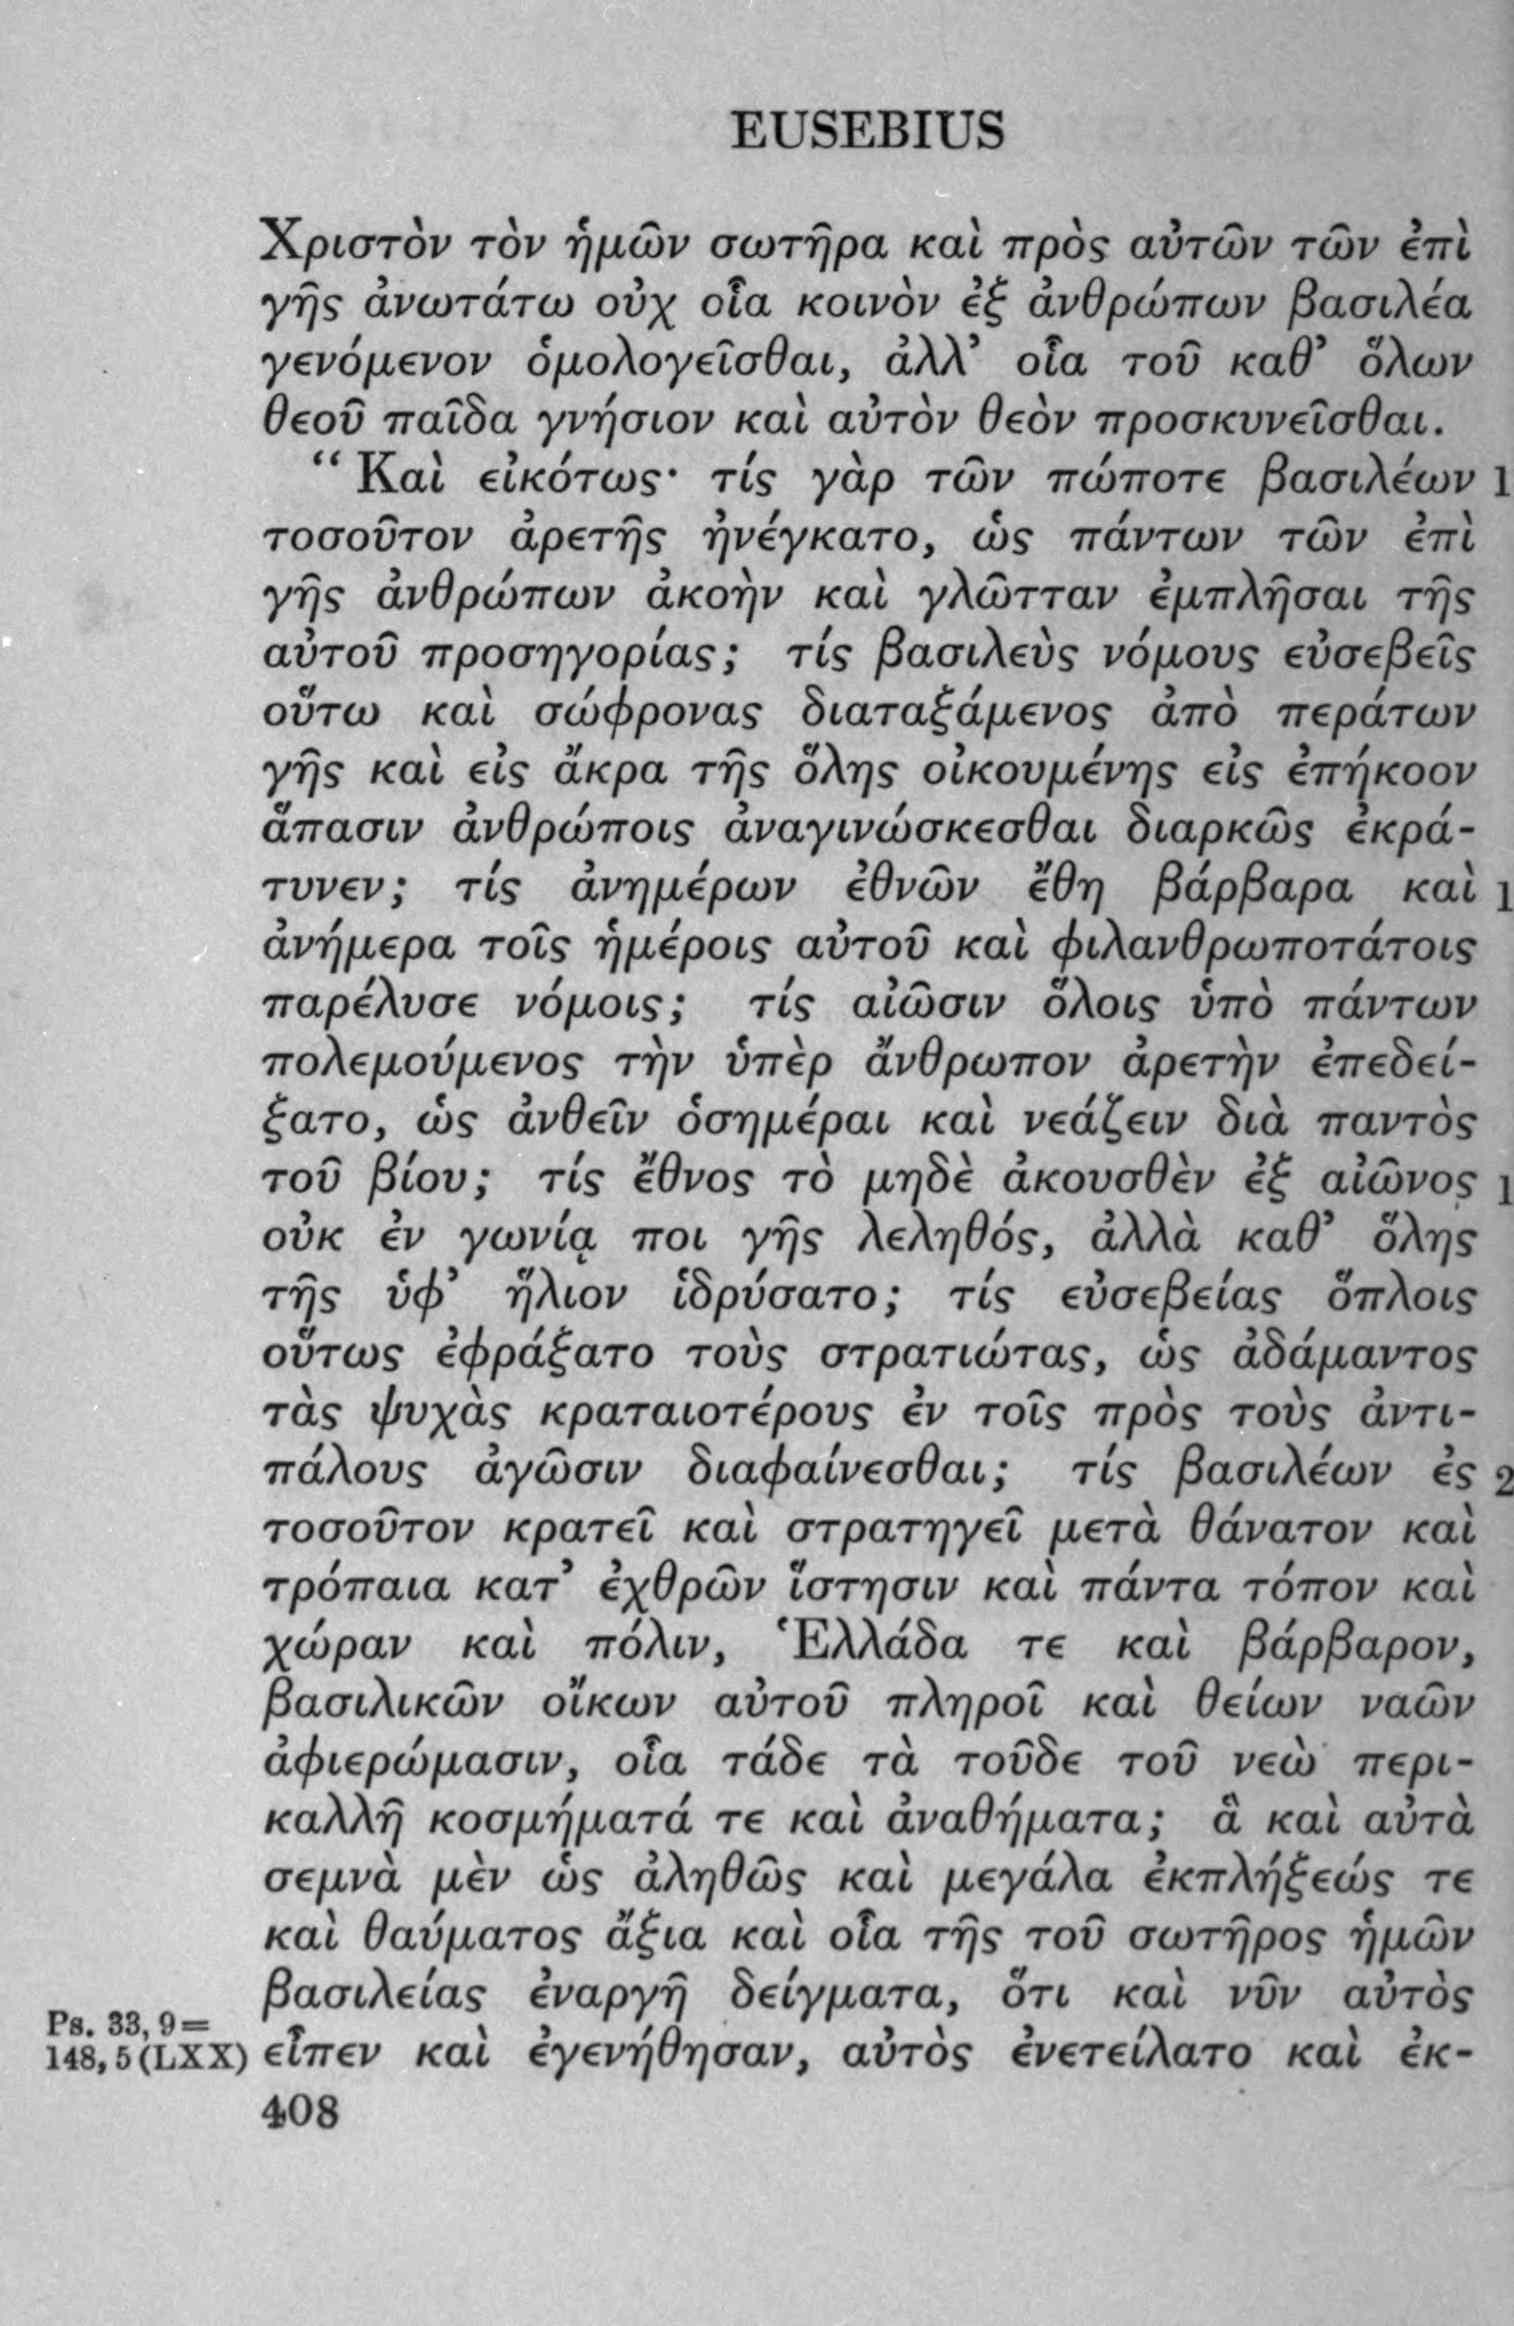 EUSEBIUS
Χριστὸν τὸν ἡμῶν σωτῆρα καὶ πρὸς αὐτῶν τῶν ἐπὶ
γῆς ἀνωτάτω οὐχ οἷα κοινὸν ἐξ ἀνθρώπων βασιλέα
γενόμενον ὁμολογεῖσθαι, ἀλλ’ οἷα τοῦ καθ’ ὅλων
θεοῦ παῖδα γνήσιον καὶ αὐτὸν θεὸν προσκυνεῖσθαι.
“ Καὶ εἰκότως· τίς γὰρ τῶν πώποτε βασιλέων 1
τοσοῦτον ἀρετῆς ἠνέγκατο, ὡς πάντων τῶν ἐπὶ
γῆς ἀνθρώπων ἀκοὴν καὶ γλῶτταν ἐμπλῆσαι τῆς
αὐτοῦ προσηγορίας; τίς βασιλεὺς νόμους εὐσεβεῖς
οὕτω καὶ σώφρονας διαταξάμενος ἀπὸ περάτων
γῆς καὶ εἰς ἄκρα τῆς ὅλης οἰκουμένης εἰς ἐπήκοον
ἅπασιν ἀνθρώποις ἀναγινώσκεσθαι διαρκῶς ἐκρά-
τυνεν; τίς ἀνημέρων ἐθνῶν ἔθη βάρβαρα καὶ 1
ἀνήμερα τοῖς ἡμέροις αὐτοῦ καὶ φιλανθρωποτάτοις
παρέλυσε νόμοις; τίς αἰῶσιν ὅλοις ὑπὸ πάντων
πολεμούμενος τὴν ὑπὲρ ἄνθρωπον ἀρετὴν ἐπεδεί-
ξατο, ὡς ἀνθεῖν ὁσημέραι καὶ νεάζειν διὰ παντὸς
τοῦ βίου; τίς ἔθνος τὸ μηδὲ ἀκουσθὲν ἐξ αἰῶνος 1
οὐκ ἐν γωνίᾳ ποι γῆς λεληθός, ἀλλὰ καθ’ ὅλης
τῆς ὑφ’ ἥλιον ἱδρύσατο; τίς εὐσεβείας ὅπλοις
οὕτως ἐφράξατο τοὺς στρατιώτας, ὡς ἀδάμαντος
τὰς ψυχὰς κραταιοτέρους ἐν τοῖς πρὸς τοὺς ἀντι-
πάλους ἀγῶσιν διαφαίνεσθαι; τίς βασιλέων ἐς 2
τοσοῦτον κρατεῖ καὶ στρατηγεῖ μετὰ θάνατον καὶ
τρόπαια κατ’ ἐχθρῶν ἵστησιν καὶ πάντα τόπον καὶ
χώραν καὶ πόλιν, Ἑλλάδα τε καὶ βάρβαρον,
βασιλικῶν οἴκων αὐτοῦ πληροῖ καὶ θείων ναῶν
ἀφιερώμασιν, οἷα τάδε τὰ τοῦδε τοῦ νεὼ περι-
καλλῆ κοσμήματά τε καὶ ἀναθήματα; ἃ καὶ αὐτὰ
σεμνὰ μὲν ὡς ἀληθῶς καὶ μεγάλα ἐκπλήξεώς τε
καὶ θαύματος ἄξια καὶ οἷα τῆς τοῦ σωτῆρος ἡμῶν
βασιλείας ἐναργῆ δείγματα, ὅτι καὶ νῦν αὐτὸς
Ps. 33, 9=
148, 5 (LXX) εἶπεν καὶ ἐγενήθησαν, αὐτὸς ἐνετείλατο καὶ ἐκ-
408